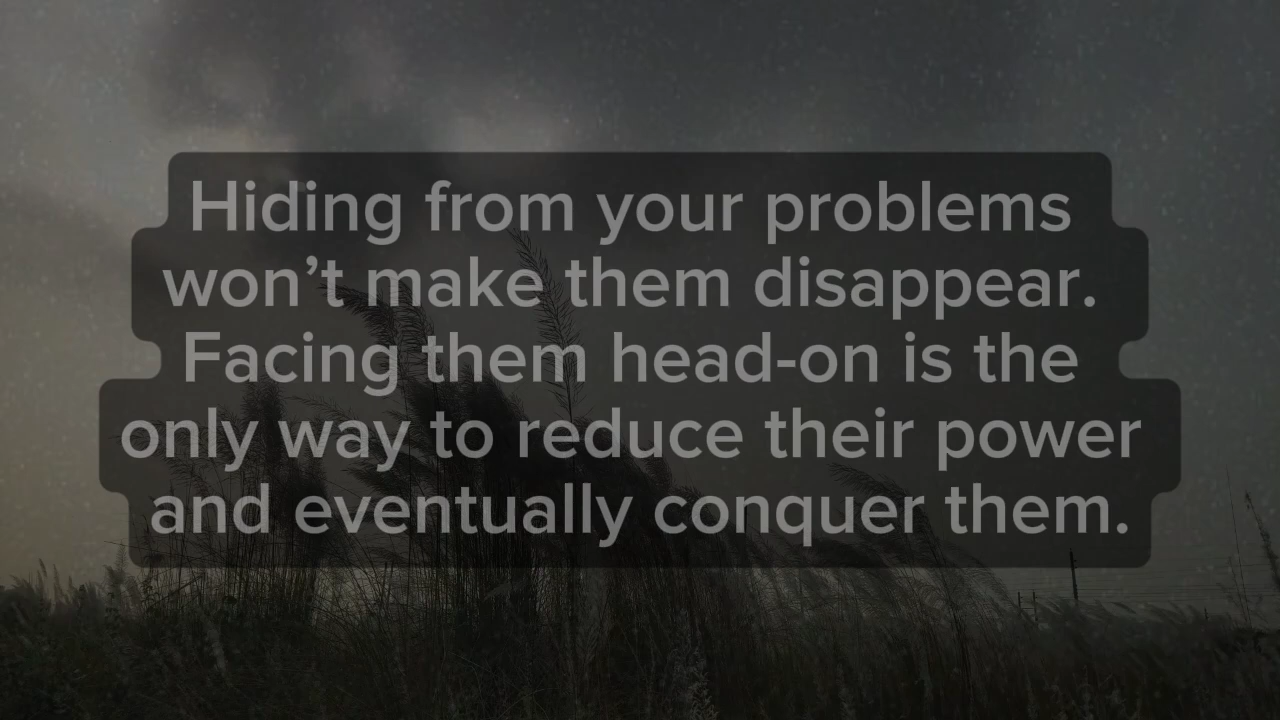 Hiding from your problems
won’t make them disappear.
Facing them head-on is the
only way to reduce their power
and eventually conquer them.